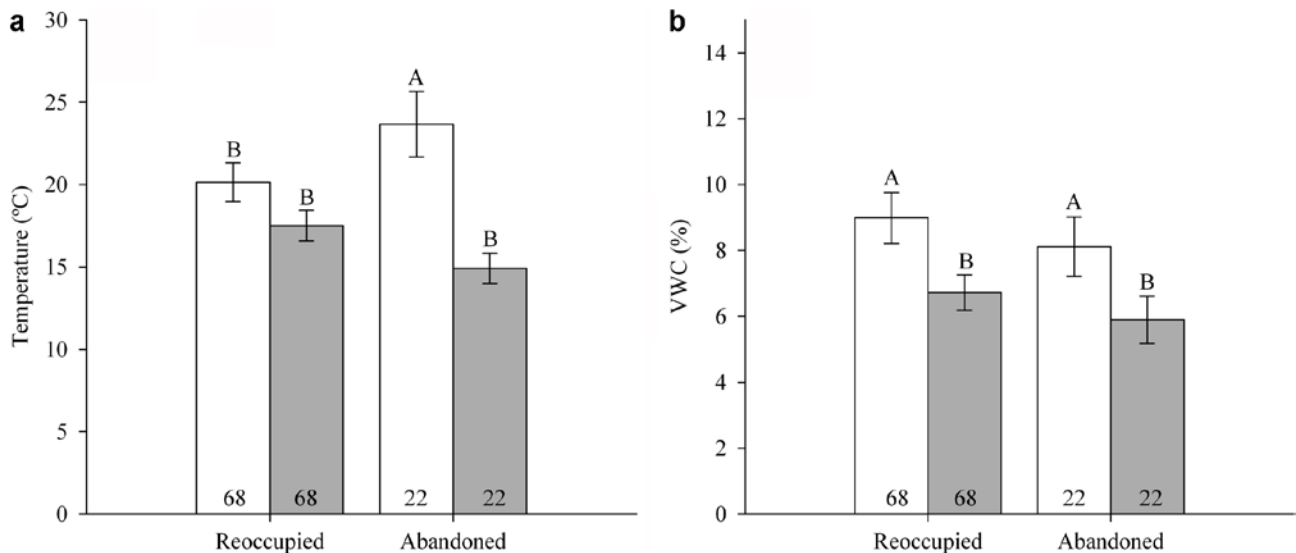 a
Temperature (ºC)
30
25
20
15
10
5
0
B
B
A
B
68
68
22
22
Reoccupied
Abandoned
b
VWC (%)
14
12
10
8
6
4
2
0
A
B
A
B
68
68
22
22
Reoccupied
Abandoned